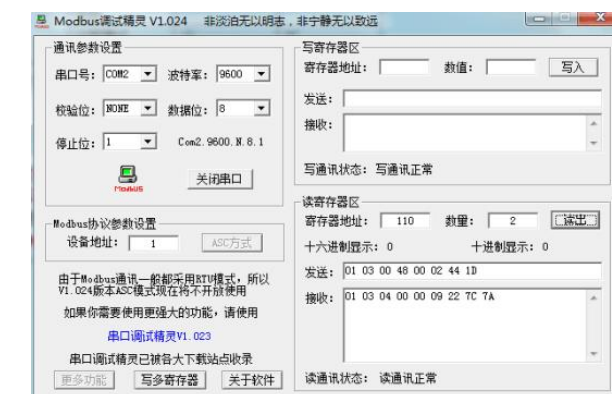 Modbus调试精灵 V1.024 非淡泊无以明志，非宁静无以致远
通讯参数设置
串口号： COM2 波特率： 9600
校验位： NONE 数据位： 8
停止位： 1 Com2.9600.N.8.1
MODBUS
关闭串口
Modbus协议参数设置
设备地址： 1 ASC方式
由于Modbus通讯一般都采用RTU模式，所以
V1.024版本ASC模式现在将不开放使用
如果你需要使用更强大的功能，请使用
串口调试精灵V1.023
串口调试精灵已被各大下载站点收录
更多功能 写多寄存器 关于软件
写寄存器区
寄存器地址： 数值： 写入
发送：
接收：
写通讯状态： 写通讯正常
读寄存器区
寄存器地址： 110 数量： 2 读出
十六进制显示： 0 十进制显示： 0
发送： 01 03 00 48 00 02 44 1D
接收： 01 03 04 00 00 09 22 7C 7A
读通讯状态： 读通讯正常